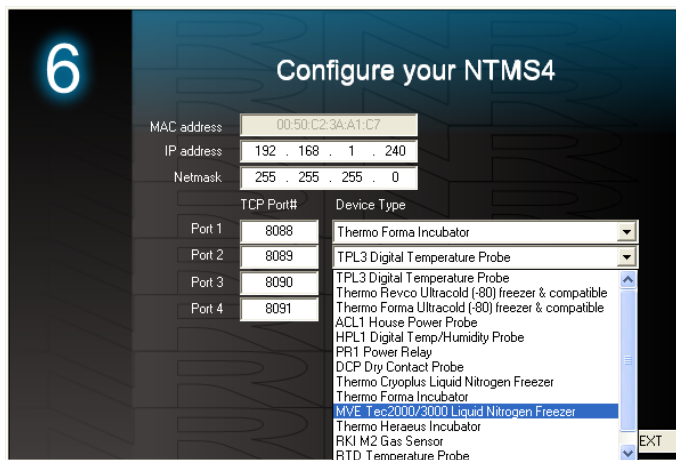 6
Configure your NTMS4
MAC address 00:50:C2:3A:A1:C7
IP address 192 . 168 . 1 . 240
Netmask 255 . 255 . 255 . 0
TCP Port# Device Type
Port 1 8088 Thermo Forma Incubator
Port 2 8089 TPL3 Digital Temperature Probe
Port 3 8090
Port 4 8091
TPL3 Digital Temperature Probe
Thermo Revco Ultracold (-80) freezer & compatible
Thermo Forma Ultracold (-80) freezer & compatible
ACL1 House Power Probe
HPL1 Digital Temp/Humidity Probe
PR1 Power Relay
DCP Dry Contact Probe
Thermo Cryoplus Liquid Nitrogen Freezer
Thermo Forma Incubator
MVE Tec2000/3000 Liquid Nitrogen Freezer
Thermo Heraeus Incubator
RKI M2 Gas Sensor
EXT
RTD Temperature Probe